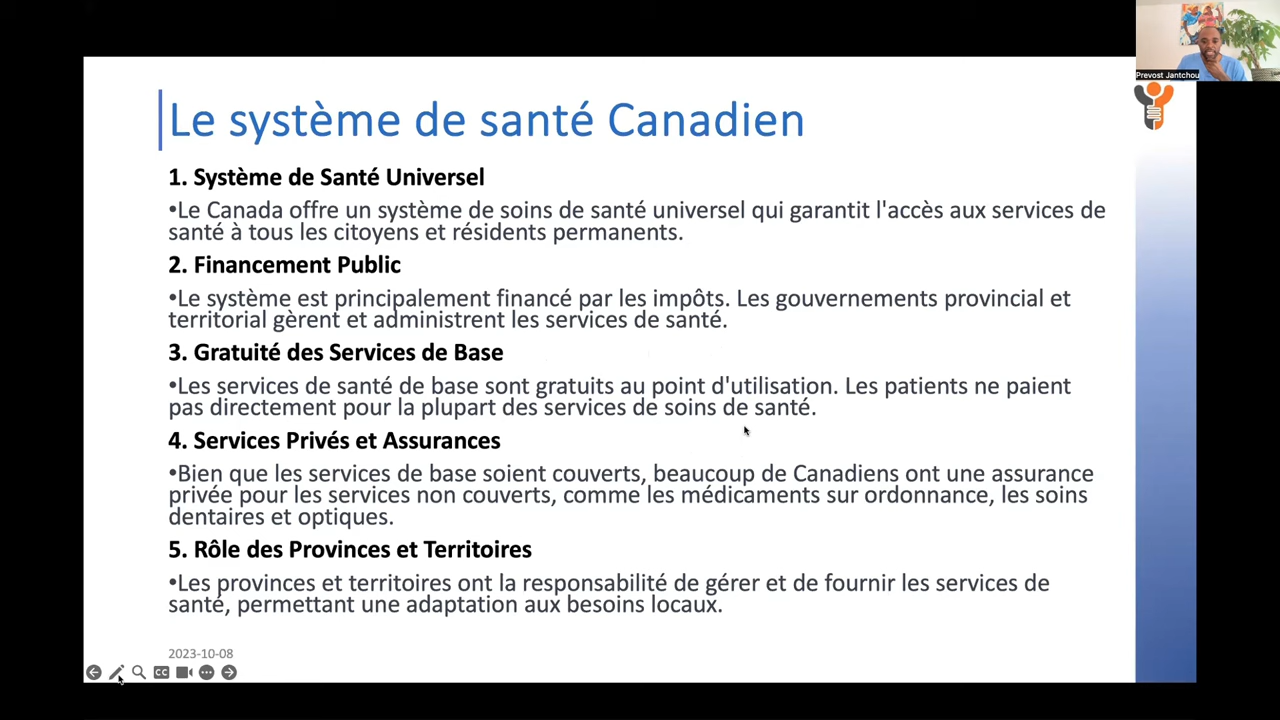 Prevost Jantchou
Le système de santé Canadien
1. Système de Santé Universel
•Le Canada offre un système de soins de santé universel qui garantit l'accès aux services de
santé à tous les citoyens et résidents permanents.
2. Financement Public
•Le système est principalement financé par les impôts. Les gouvernements provincial et
territorial gèrent et administrent les services de santé.
3. Gratuité des Services de Base
•Les services de santé de base sont gratuits au point d'utilisation. Les patients ne paient
pas directement pour la plupart des services de soins de santé.
4. Services Privés et Assurances
•Bien que les services de base soient couverts, beaucoup de Canadiens ont une assurance
privée pour les services non couverts, comme les médicaments sur ordonnance, les soins
dentaires et optiques.
5. Rôle des Provinces et Territoires
•Les provinces et territoires ont la responsabilité de gérer et de fournir les services de
santé, permettant une adaptation aux besoins locaux.
2023-10-08
CC